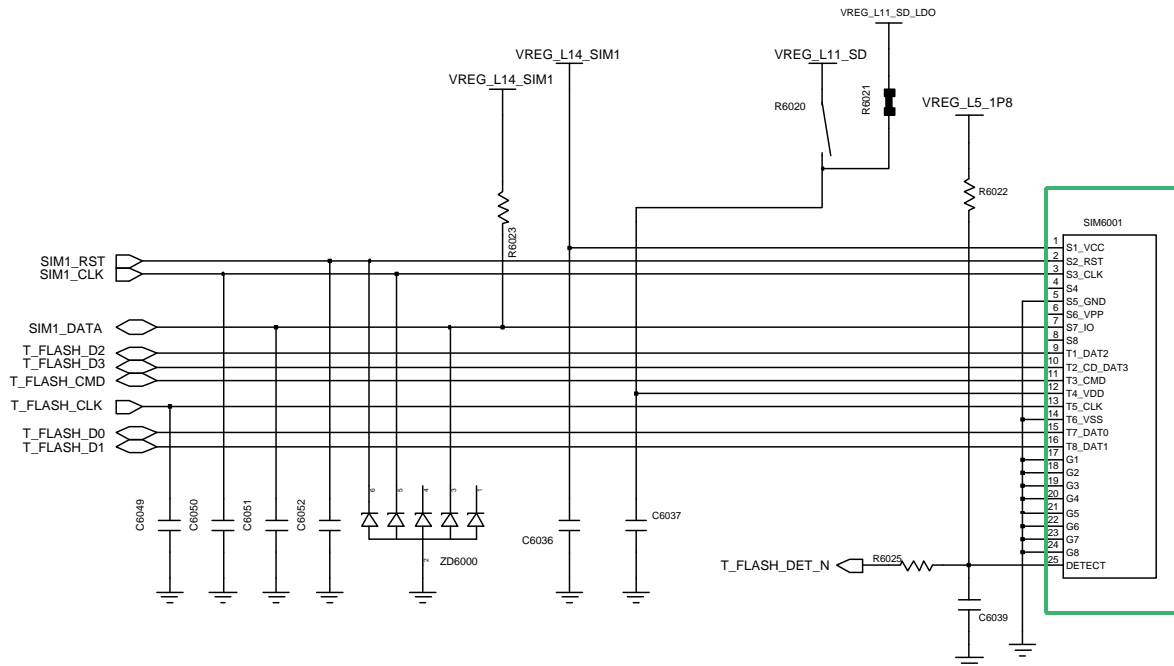 VREG_L11_SD_LDO
VREG_L14_SIM1
VREG_L11_SD
VREG_L14_SIM1
R6020
R6021
VREG_L5_1P8
R6022
R6023
SIM6001
SIM1_RST
SIM1_CLK
SIM1_DATA
T_FLASH_D2
T_FLASH_D3
T_FLASH_CMD
T_FLASH_CLK
T_FLASH_D0
T_FLASH_D1
1 S1_VCC
2 S2_RST
3 S3_CLK
4 S4
5 S5_GND
6 S6_VPP
7 S7_IO
8 S8
9 T1_DAT2
10 T2_CD_DAT3
11 T3_CMD
12 T4_VDD
13 T5_CLK
14 T6_VSS
15 T7_DAT0
16 T8_DAT1
17 G1
18 G2
19 G3
20 G4
21 G5
22 G6
23 G7
24 G8
25 DETECT
C6049
C6050
C6051
C6052
6
5
4
3
1
2
ZD6000
C6036
C6037
T_FLASH_DET_N
R6025
C6039